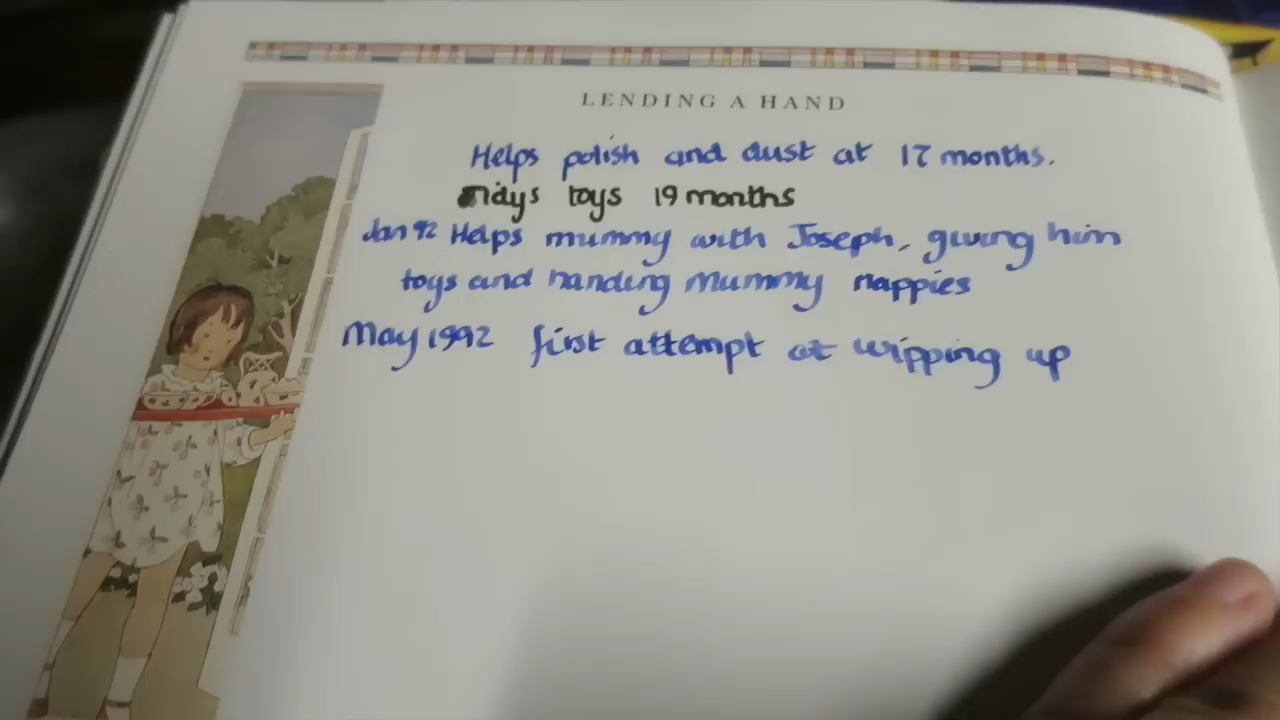 LENDING A HAND
Helps polish and dust at 17 months.
Tidys toys 19 months
Jan 92 Helps mummy with Joseph, giving him
toys and handing Mummy nappies
May 1992 first attempt at wipping up